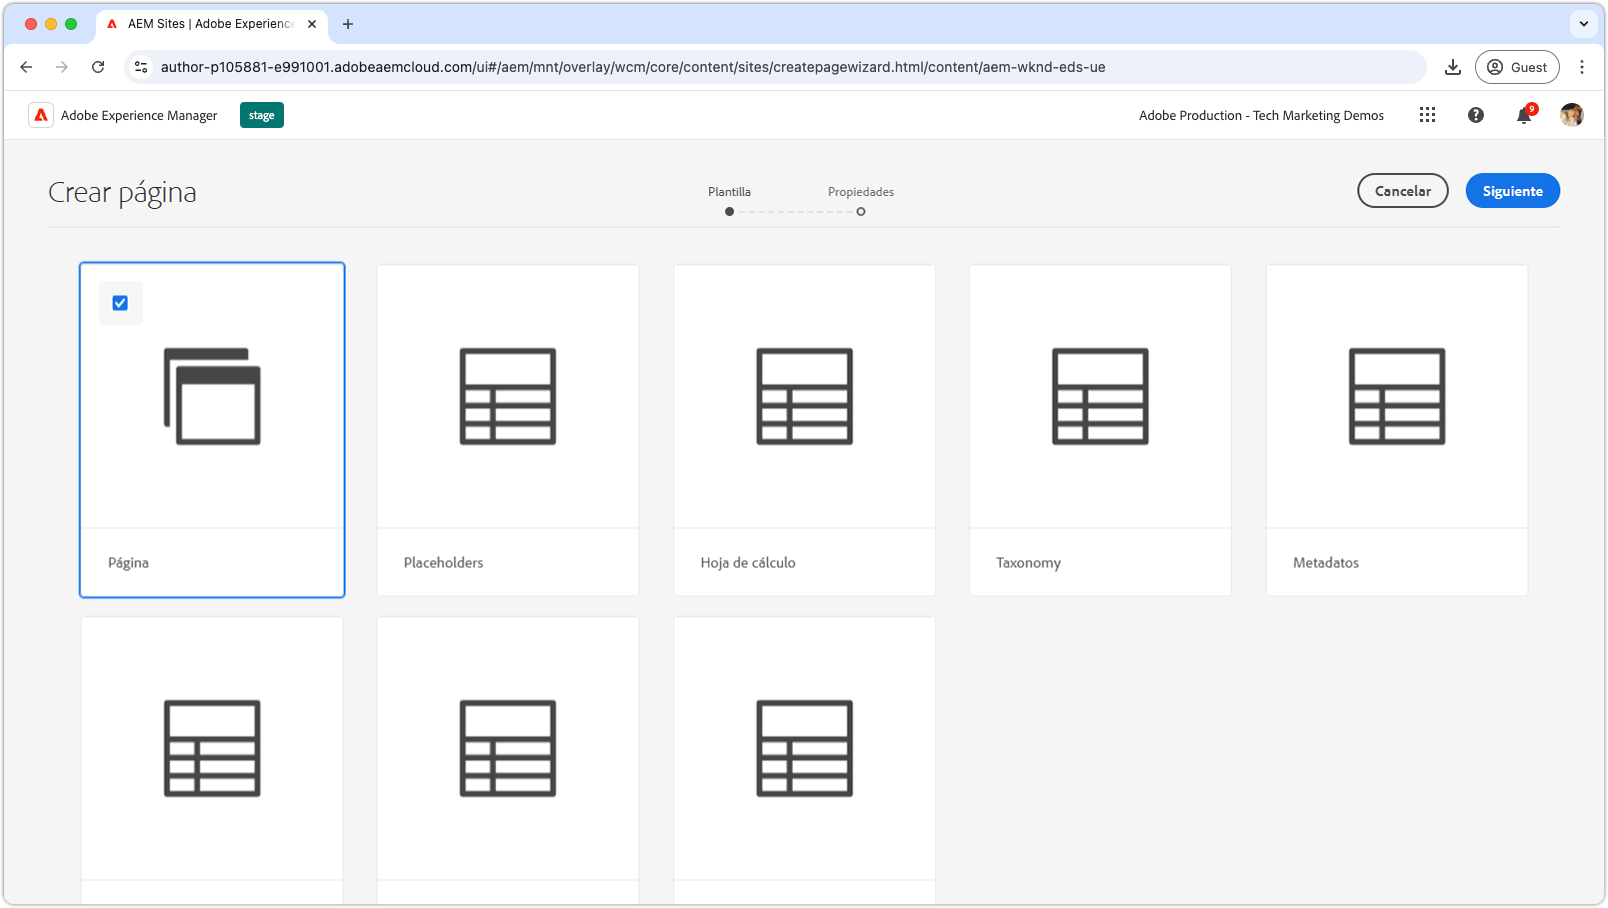 AEM Sites | Adobe Experience
author-p105881-e991001.adobeaemcloud.com/ui#/aem/mnt/overlay/wcm/core/content/sites/createpagewizard.html/content/aem-wknd-eds-ue
Guest
Adobe Experience Manager
stage
Adobe Production - Tech Marketing Demos
9
Crear página
Plantilla
Propiedades
Cancelar
Siguiente
Página
Placeholders
Hoja de cálculo
Taxonomy
Metadatos